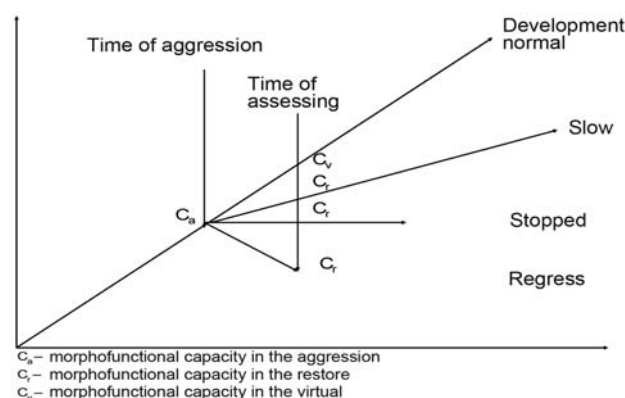 Development
normal
Time of aggression
Time of
assessing
Slow
Cv
Cr
Ca
Cr
Stopped
Cr
Regress
Ca– morphofunctional capacity in the aggression
Cr– morphofunctional capacity in the restore
Cv– morphofunctional capacity in the virtual